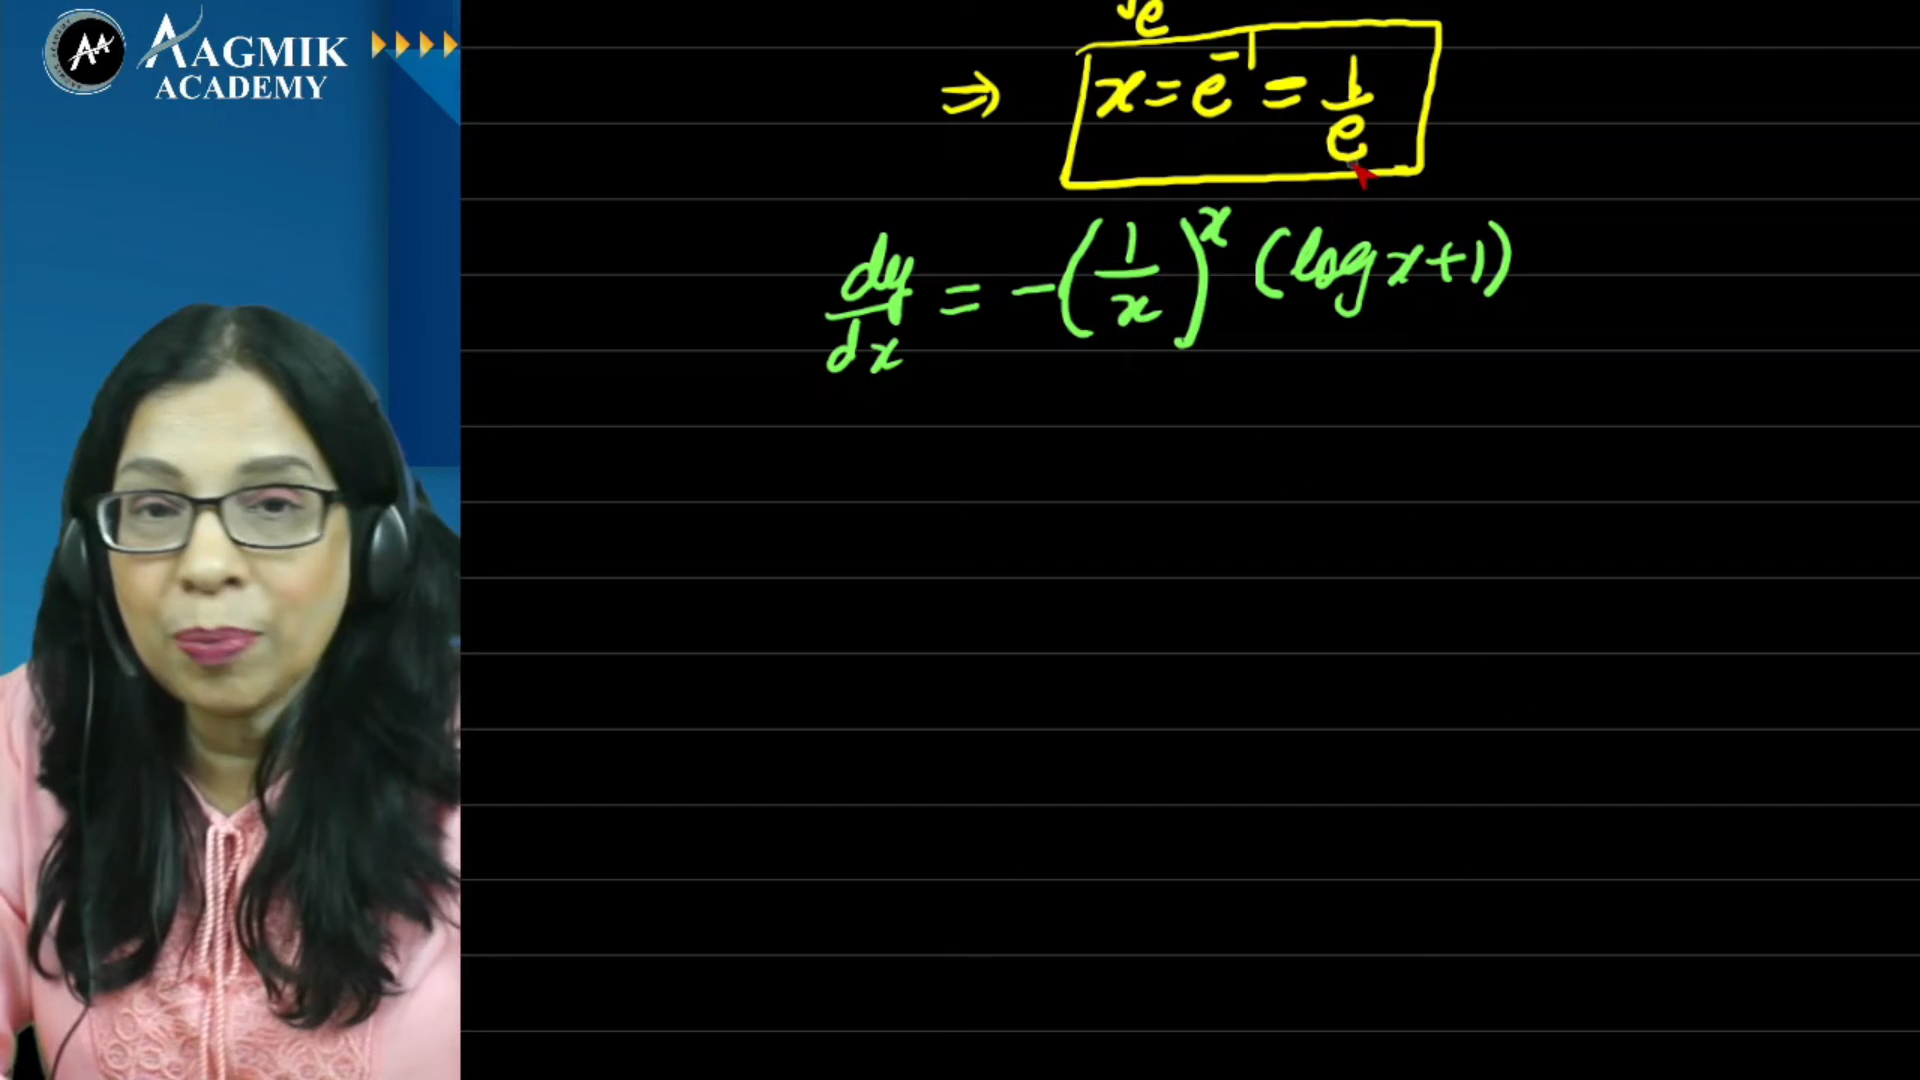 AAGMIK
ACADEMY
e
⇒ x = e⁻¹ = 1/e
dy/dx = -(1/x)ˣ (log x + 1)